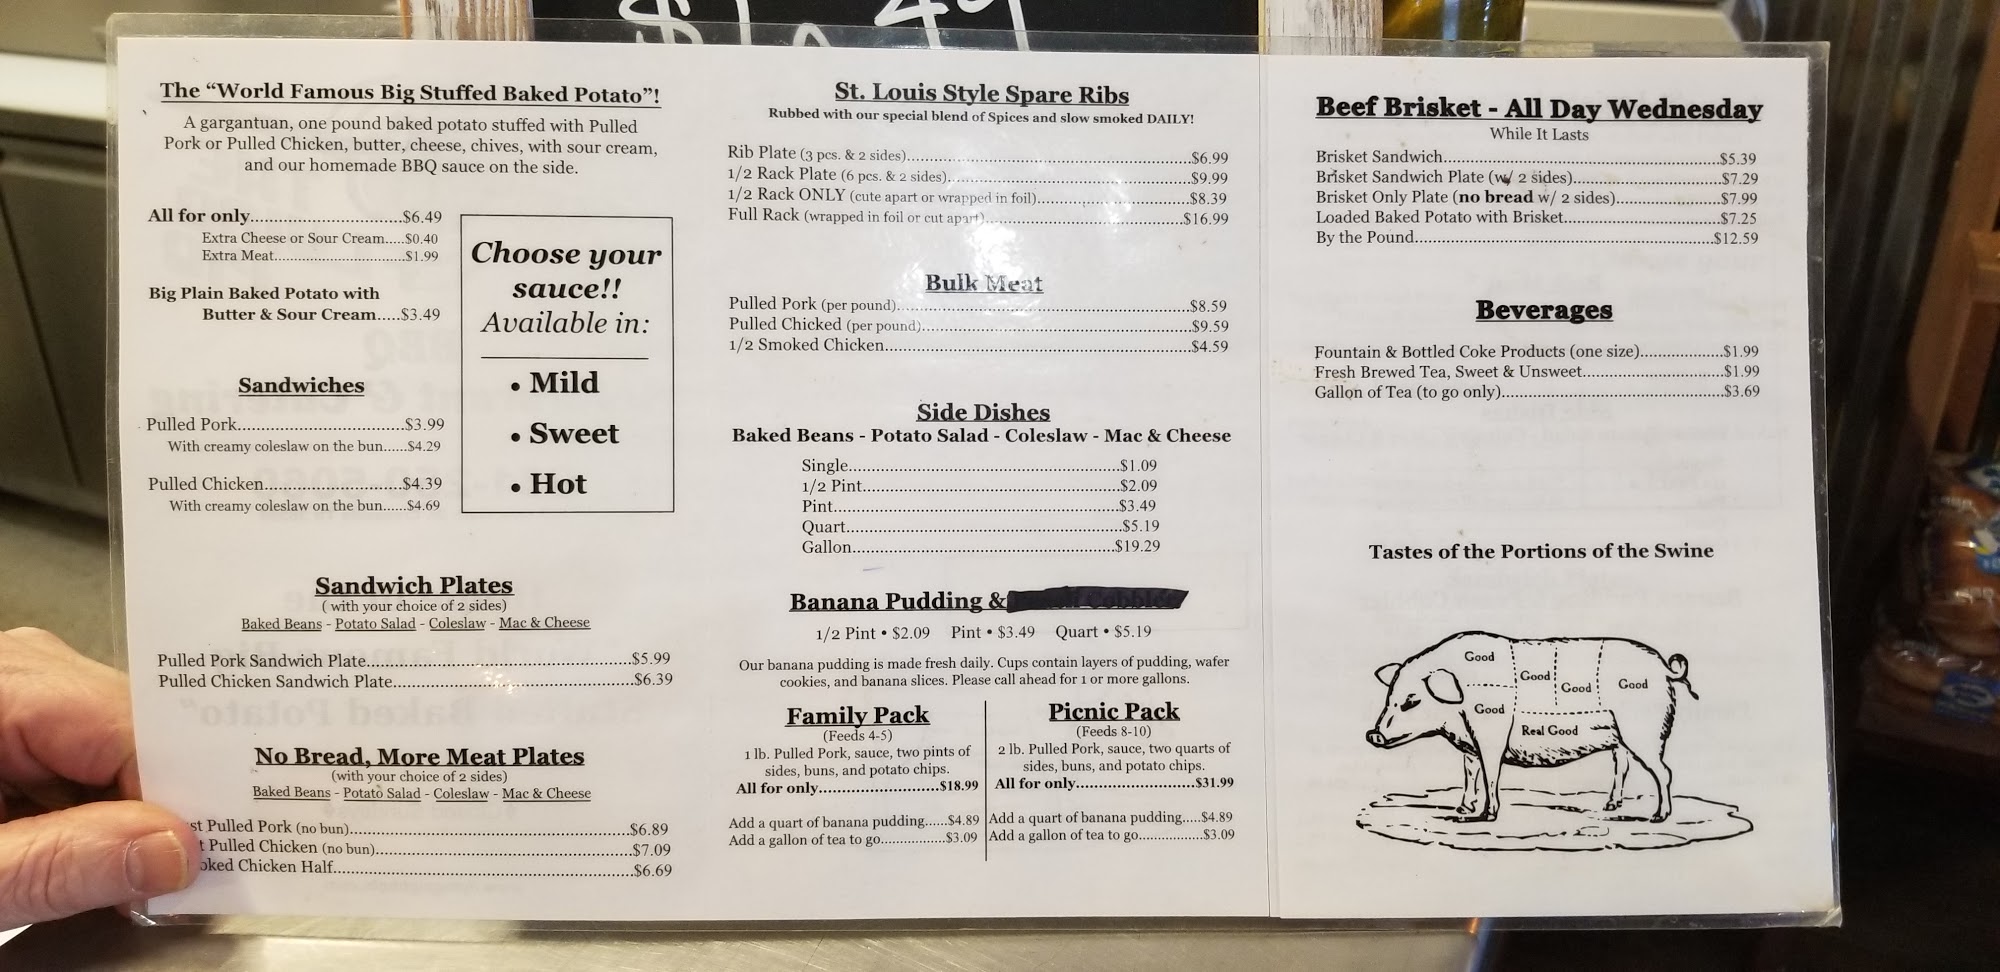 The “World Famous Big Stuffed Baked Potato”!
A gargantuan, one pound baked potato stuffed with Pulled
Pork or Pulled Chicken, butter, cheese, chives, with sour cream,
and our homemade BBQ sauce on the side.
All for only..............................$6.49
Extra Cheese or Sour Cream.....$0.40
Extra Meat..............................$1.99
Big Plain Baked Potato with
Butter & Sour Cream.....$3.49
Choose your
sauce!!
Available in:
• Mild
• Sweet
• Hot
Sandwiches
Pulled Pork..................................$3.99
With creamy coleslaw on the bun......$4.29
Pulled Chicken............................$4.39
With creamy coleslaw on the bun......$4.69
Sandwich Plates
( with your choice of 2 sides)
Baked Beans - Potato Salad - Coleslaw - Mac & Cheese
Pulled Pork Sandwich Plate.....................................................$5.99
Pulled Chicken Sandwich Plate................................................$6.39
No Bread, More Meat Plates
(with your choice of 2 sides)
Baked Beans - Potato Salad - Coleslaw - Mac & Cheese
Pulled Pork (no bun)........................................................$6.89
Pulled Chicken (no bun)...................................................$7.09
Chicken Half............................................................$6.69
St. Louis Style Spare Ribs
Rubbed with our special blend of Spices and slow smoked DAILY!
Rib Plate (3 pcs. & 2 sides)..........................................................$6.99
1/2 Rack Plate (6 pcs. & 2 sides).................................................$9.99
1/2 Rack ONLY (cute apart or wrapped in foil)..............................$8.39
Full Rack (wrapped in foil or cut apart)........................................$16.99
Bulk Meat
Pulled Pork (per pound)............................................................$8.59
Pulled Chicked (per pound)......................................................$9.59
1/2 Smoked Chicken...............................................................$4.59
Side Dishes
Baked Beans - Potato Salad - Coleslaw - Mac & Cheese
Single.......................................................$1.09
1/2 Pint....................................................$2.09
Pint..........................................................$3.49
Quart........................................................$5.19
Gallon.....................................................$19.29
Banana Pudding &
1/2 Pint • $2.09 Pint • $3.49 Quart • $5.19
Our banana pudding is made fresh daily. Cups contain layers of pudding, wafer
cookies, and banana slices. Please call ahead for 1 or more gallons.
Family Pack
(Feeds 4-5)
1 lb. Pulled Pork, sauce, two pints of
sides, buns, and potato chips.
All for only.........................$18.99
Add a quart of banana pudding......$4.89
Add a gallon of tea to go................$3.09
Picnic Pack
(Feeds 8-10)
2 lb. Pulled Pork, sauce, two quarts of
sides, buns, and potato chips.
All for only.........................$31.99
Add a quart of banana pudding.....$4.89
Add a gallon of tea to go...............$3.09
Beef Brisket - All Day Wednesday
While It Lasts
Brisket Sandwich.............................................................$5.39
Brisket Sandwich Plate (w/ 2 sides).................................$7.29
Brisket Only Plate (no bread w/ 2 sides).......................$7.99
Loaded Baked Potato with Brisket...................................$7.25
By the Pound..................................................................$12.59
Beverages
Fountain & Bottled Coke Products (one size)..................$1.99
Fresh Brewed Tea, Sweet & Unsweet...............................$1.99
Gallon of Tea (to go only).................................................$3.69
Tastes of the Portions of the Swine
Good
Good
Good
Good
Good
Real Good